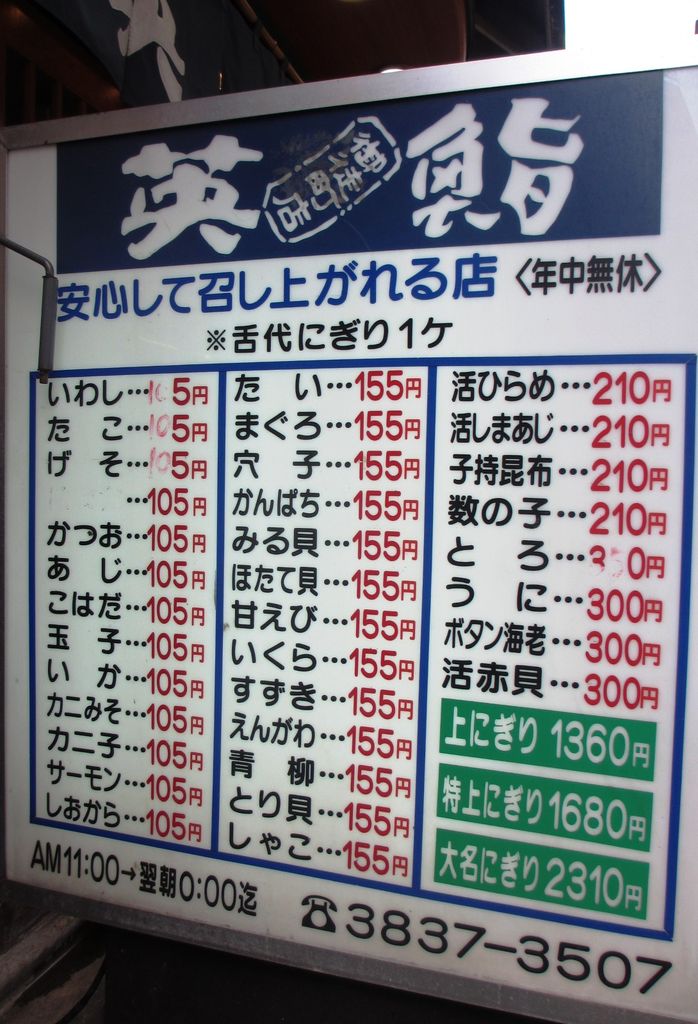 英 御徒町店 奥鮨
安心して召し上がれる店 〈年中無休〉
※舌代にぎり1ケ
いわし…105円
たこ…105円
げそ…105円
…105円
かつお…105円
あじ…105円
こはだ…105円
玉子…105円
いか…105円
カニみそ…105円
カニ子…105円
サーモン…105円
しおから…105円
たい…155円
まぐろ…155円
穴子…155円
かんぱち…155円
みる貝…155円
ほたて貝…155円
甘えび…155円
いくら…155円
すずき…155円
えんがわ…155円
青柳…155円
とり貝…155円
しゃこ…155円
活ひらめ…210円
活しまあじ…210円
子持昆布…210円
数の子…210円
とろ…
うに…300円
ボタン海老…300円
活赤貝…300円
上にぎり1360円
特上にぎり1680円
大名にぎり2310円
AM11:00→翌朝0:00迄
☎3837-3507